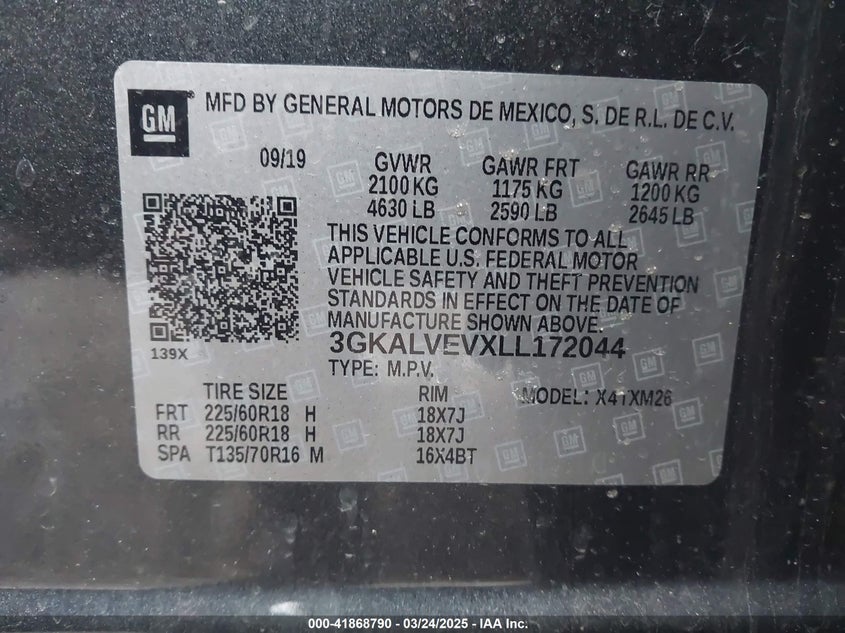 GM
MFD BY GENERAL MOTORS DE MEXICO, S. DE R.L. DE C.V.
09/19 GVWR GAWR FRT GAWR RR
2100 KG 1175 KG 1200 KG
4630 LB 2590 LB 2645 LB
THIS VEHICLE CONFORMS TO ALL
APPLICABLE U.S. FEDERAL MOTOR
VEHICLE SAFETY AND THEFT PREVENTION
STANDARDS IN EFFECT ON THE DATE OF
MANUFACTURE SHOWN ABOVE.
139X 3GKALVEVXLL172044
TYPE: M.P.V.
TIRE SIZE RIM MODEL: X41XM26
FRT 225/60R18 H 18X7J
RR 225/60R18 H 18X7J
SPA T135/70R16 M 16X4BT
000-41868790 - 03/24/2025 - IAA Inc.